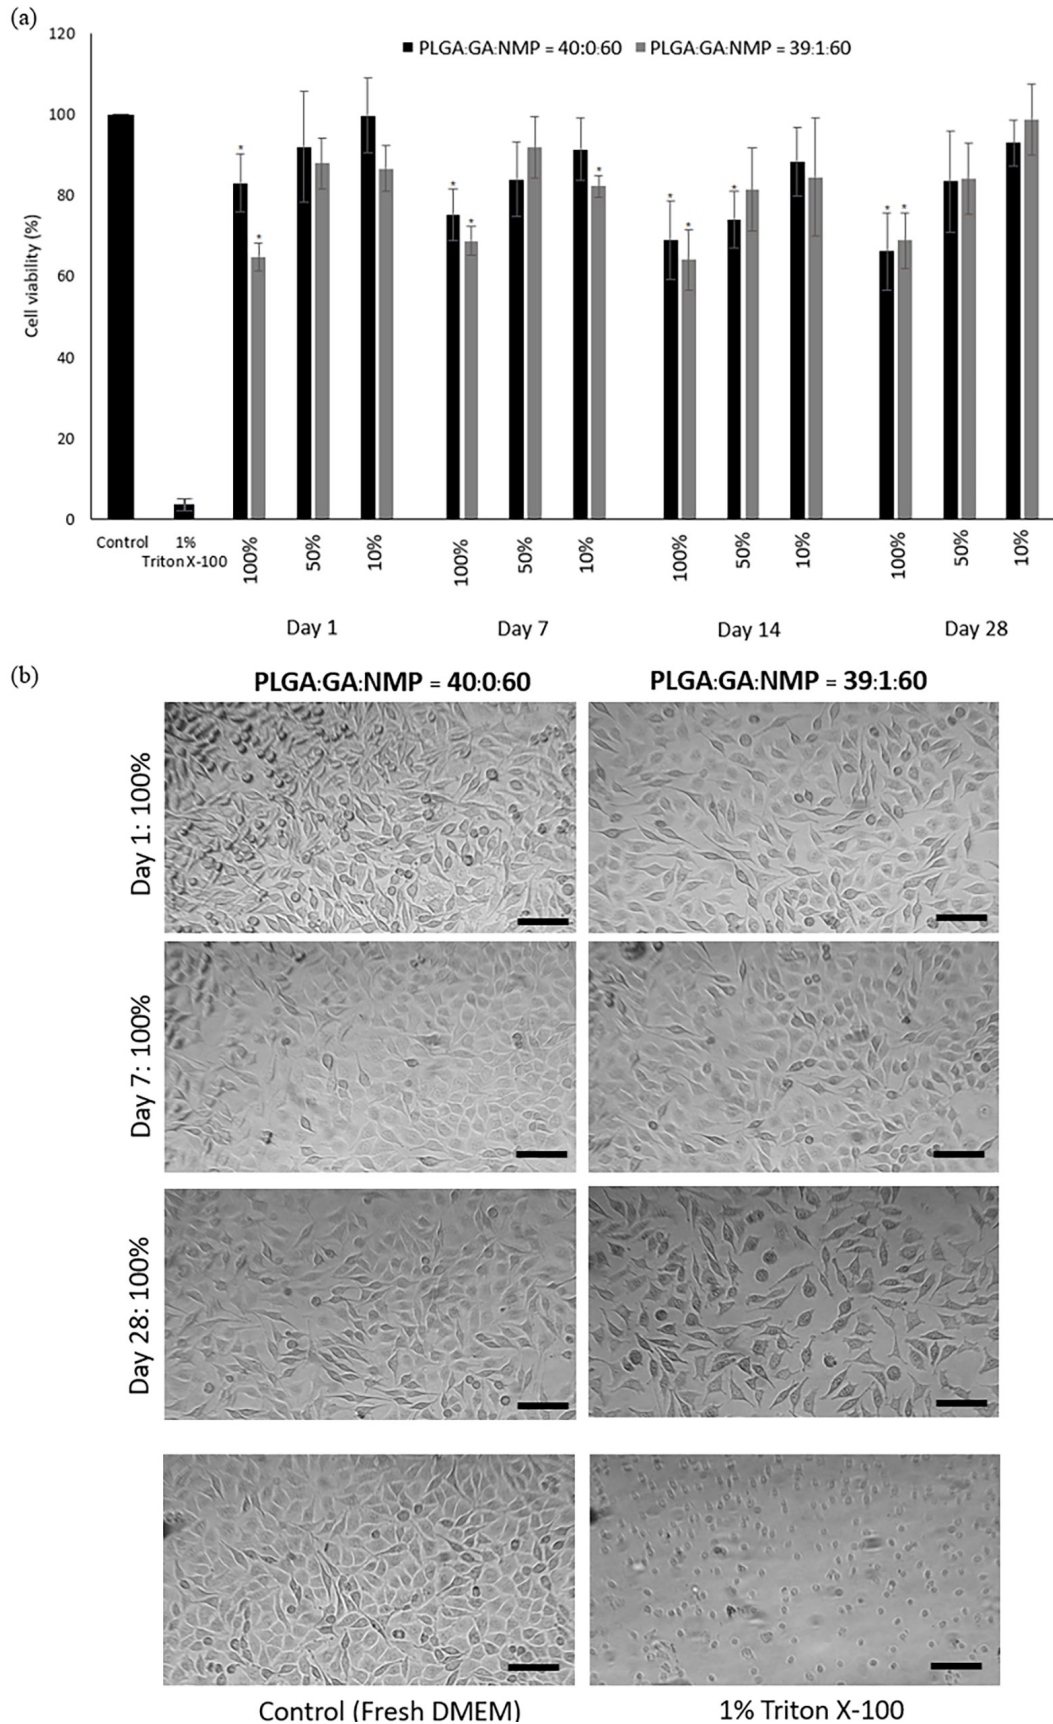 (a)
120
PLGA:GA:NMP = 40:0:60 PLGA:GA:NMP = 39:1:60
100
80
60
40
20
0
Cell viability (%)
* * * * * * * * * *
Control 1% Triton X-100 100% 50% 10% 100% 50% 10% 100% 50% 10% 100% 50% 10%
Day 1 Day 7 Day 14 Day 28
(b)
PLGA:GA:NMP = 40:0:60 PLGA:GA:NMP = 39:1:60
Day 1: 100%
Day 7: 100%
Day 28: 100%
Control (Fresh DMEM) 1% Triton X-100